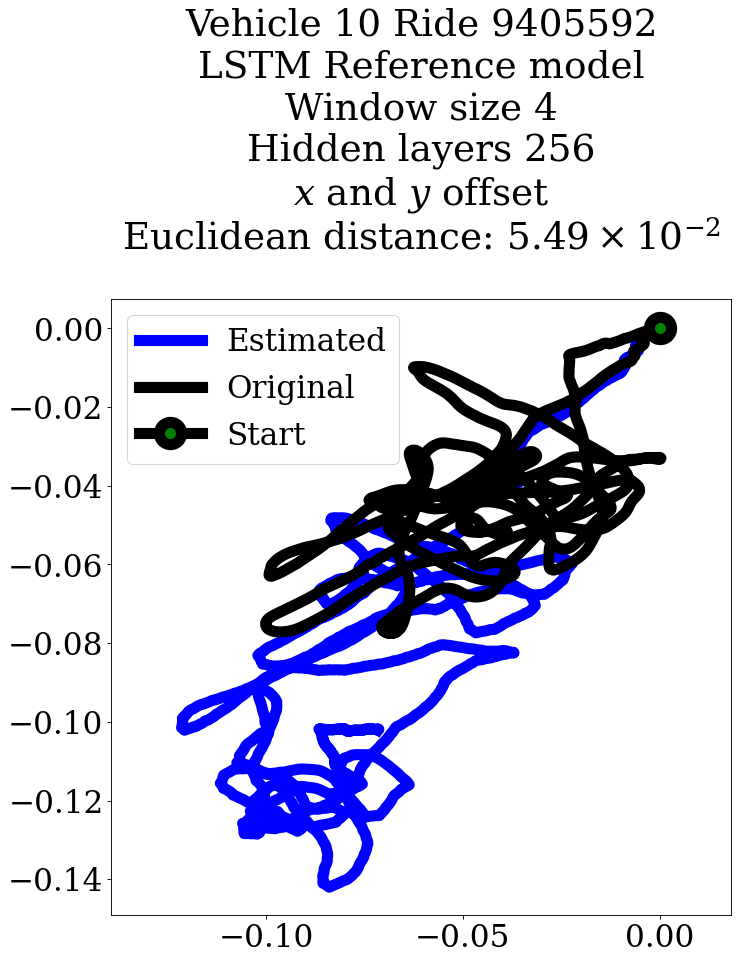 Vehicle 10 Ride 9405592
LSTM Reference model
Window size 4
Hidden layers 256
x and y offset
Euclidean distance: 5.49 × 10⁻²
Estimated
Original
Start
0.00
−0.02
−0.04
−0.06
−0.08
−0.10
−0.12
−0.14
−0.10 −0.05 0.00